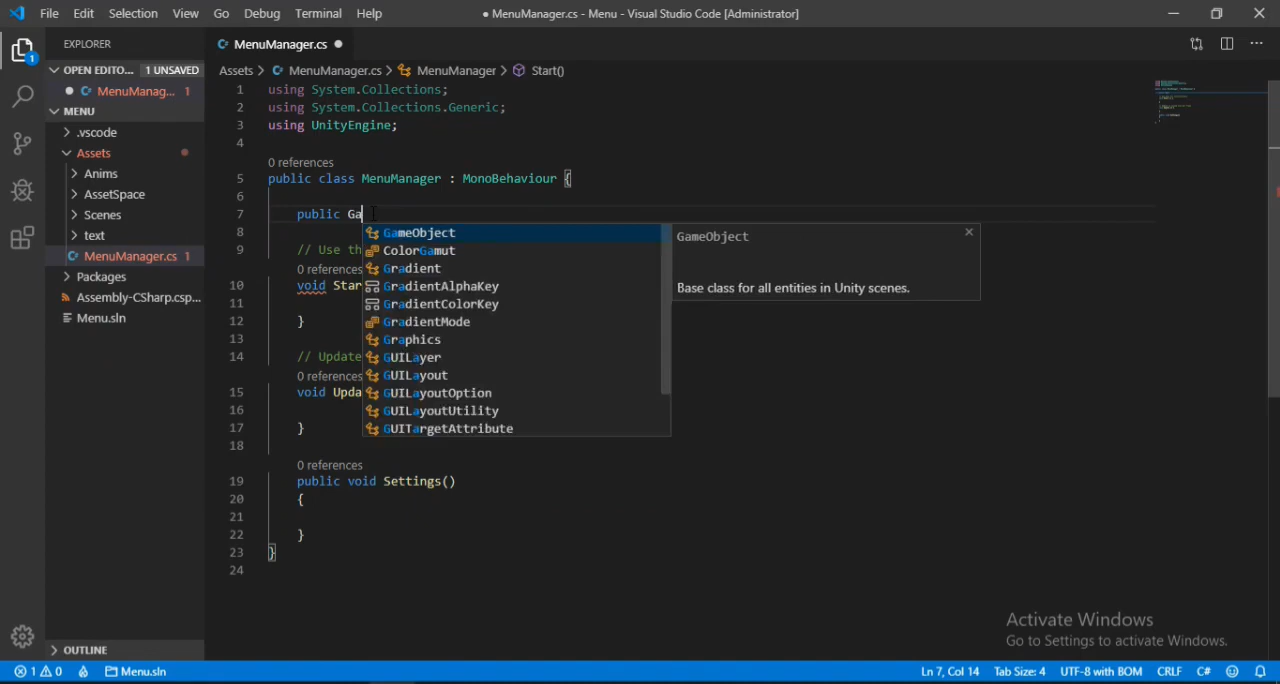 File Edit Selection View Go Debug Terminal Help ● MenuManager.cs - Menu - Visual Studio Code [Administrator]
EXPLORER
OPEN EDITO... 1 UNSAVED
MenuManag... 1
MENU
.vscode
Assets
Anims
AssetSpace
Scenes
text
MenuManager.cs 1
Packages
Assembly-CSharp.csp...
Menu.sln
OUTLINE
MenuManager.cs ●
Assets > MenuManager.cs > MenuManager > Start()
1 using System.Collections;
2 using System.Collections.Generic;
3 using UnityEngine;
4
0 references
5 public class MenuManager : MonoBehaviour {
6
7 public Ga
8
9 // Use th
0 references
10 void Star
11
12 }
13
14 // Update
0 references
15 void Upda
16
17 }
18
0 references
19 public void Settings()
20 {
21
22 }
23 }
24
GameObject
ColorGamut
Gradient
GradientAlphaKey
GradientColorKey
GradientMode
Graphics
GUILayer
GUILayout
GUILayoutOption
GUILayoutUtility
GUITargetAttribute
GameObject
Base class for all entities in Unity scenes.
Activate Windows
Go to Settings to activate Windows.
1 0 Menu.sln Ln 7, Col 14 Tab Size: 4 UTF-8 with BOM CRLF C#